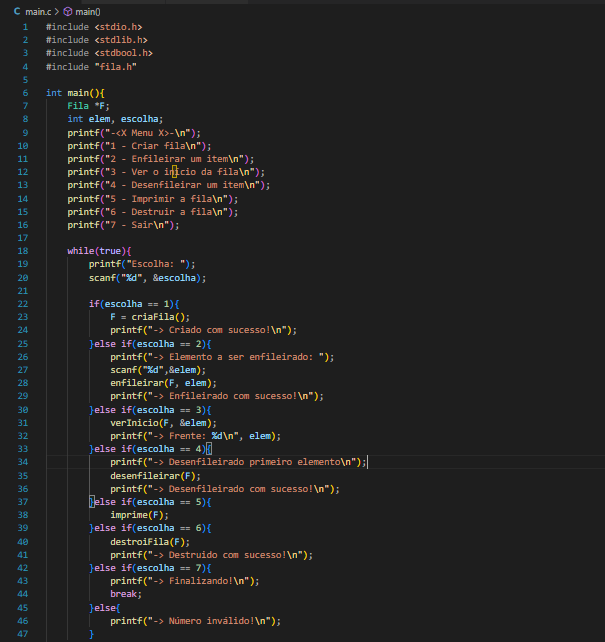 C main.c > main()
1 #include <stdio.h>
2 #include <stdlib.h>
3 #include <stdbool.h>
4 #include "fila.h"
5
6 int main(){
7     Fila *F;
8     int elem, escolha;
9     printf("-<X Menu X>-\n");
10     printf("1 - Criar fila\n");
11     printf("2 - Enfileirar um item\n");
12     printf("3 - Ver o início da fila\n");
13     printf("4 - Desenfileirar um item\n");
14     printf("5 - Imprimir a fila\n");
15     printf("6 - Destruir a fila\n");
16     printf("7 - Sair\n");
17
18     while(true){
19         printf("Escolha: ");
20         scanf("%d", &escolha);
21
22         if(escolha == 1){
23             F = criaFila();
24             printf("-> Criado com sucesso!\n");
25         }else if(escolha == 2){
26             printf("-> Elemento a ser enfileirado: ");
27             scanf("%d",&elem);
28             enfileirar(F, elem);
29             printf("-> Enfileirado com sucesso!\n");
30         }else if(escolha == 3){
31             verInicio(F, &elem);
32             printf("-> Frente: %d\n", elem);
33         }else if(escolha == 4){
34             printf("-> Desenfileirado primeiro elemento\n");
35             desenfileirar(F);
36             printf("-> Desenfileirado com sucesso!\n");
37         }else if(escolha == 5){
38             imprime(F);
39         }else if(escolha == 6){
40             destroiFila(F);
41             printf("-> Destruido com sucesso!\n");
42         }else if(escolha == 7){
43             printf("-> Finalizando!\n");
44             break;
45         }else{
46             printf("-> Número inválido!\n");
47         }